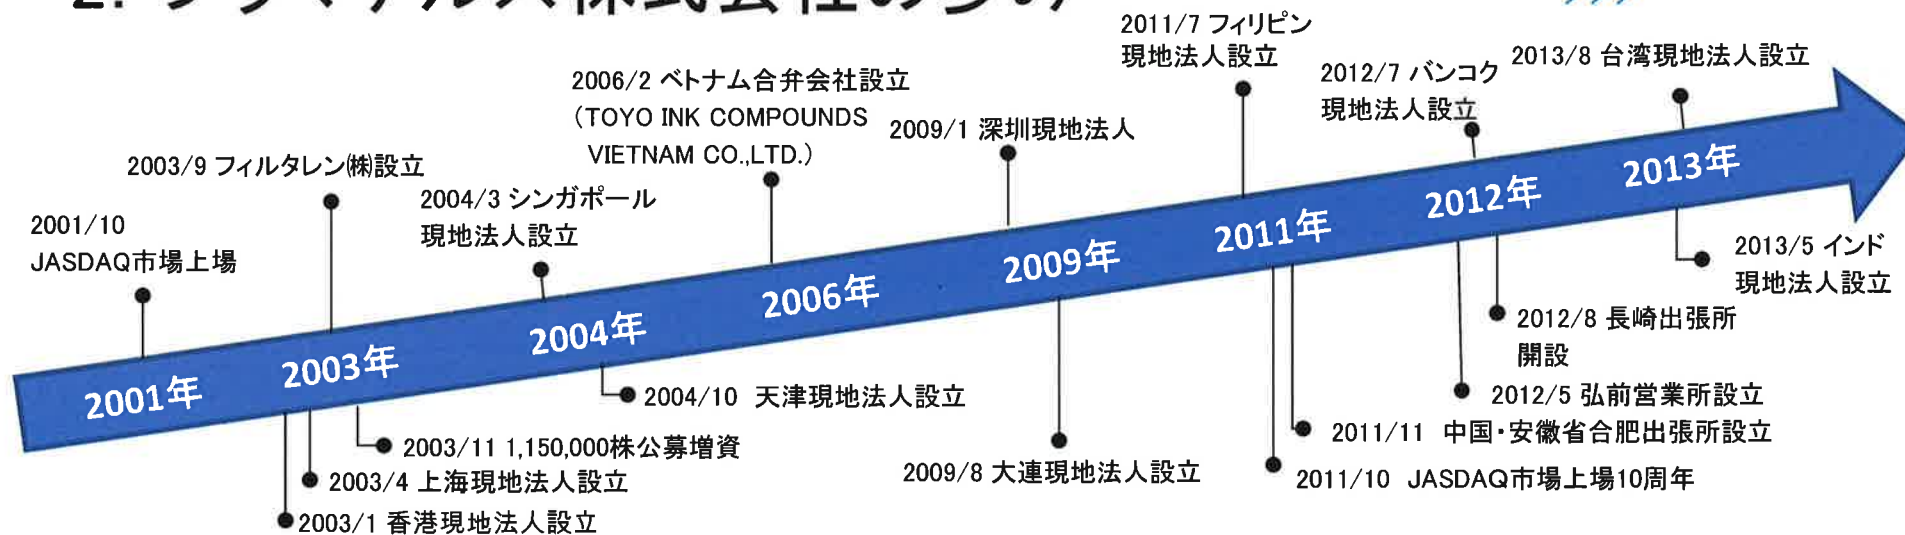 2001/10
JASDAQ市場上場
2003/9 フィルタレン㈱設立
2004/3 シンガポール
現地法人設立
2006/2 ベトナム合弁会社設立
(TOYO INK COMPOUNDS
VIETNAM CO.,LTD.)
2009/1 深圳現地法人
2011/7 フィリピン
現地法人設立
2012/7 バンコク
現地法人設立
2013/8 台湾現地法人設立
2001年
2003年
2004年
2006年
2009年
2011年
2012年
2013年
2003/1 香港現地法人設立
2003/4 上海現地法人設立
2003/11 1,150,000株公募増資
2004/10 天津現地法人設立
2009/8 大連現地法人設立
2011/10 JASDAQ市場上場10周年
2011/11 中国・安徽省合肥出張所設立
2012/5 弘前営業所設立
2012/8 長崎出張所
開設
2013/5 インド
現地法人設立